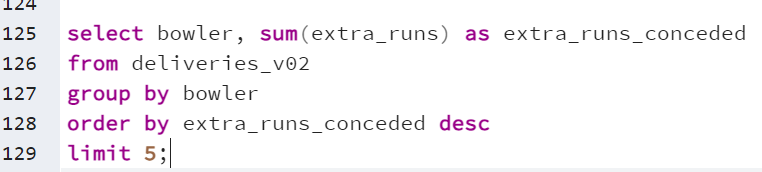 124
125 select bowler, sum(extra_runs) as extra_runs_conceded
126 from deliveries_v02
127 group by bowler
128 order by extra_runs_conceded desc
129 limit 5;